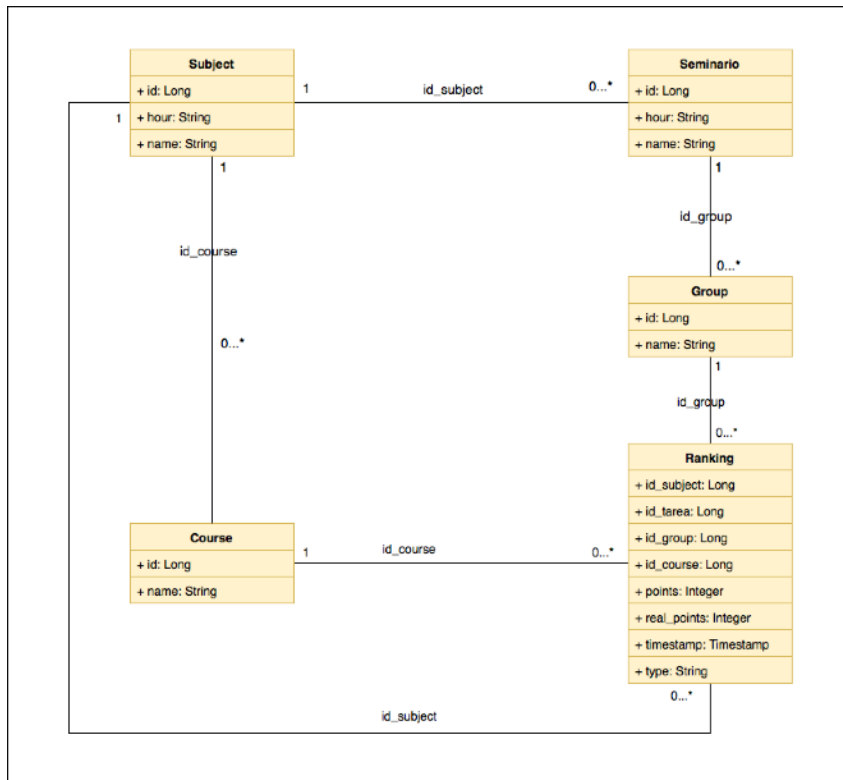 Subject
+ id: Long
+ hour: String
+ name: String
1
id_subject
0...*
Seminario
+ id: Long
+ hour: String
+ name: String
1
1
id_course
0...*
1
id_group
0...*
Group
+ id: Long
+ name: String
1
id_group
0...*
Course
+ id: Long
+ name: String
1
id_course
0...*
Ranking
+ id_subject: Long
+ id_tarea: Long
+ id_group: Long
+ id_course: Long
+ points: Integer
+ real_points: Integer
+ timestamp: Timestamp
+ type: String
0...*
id_subject